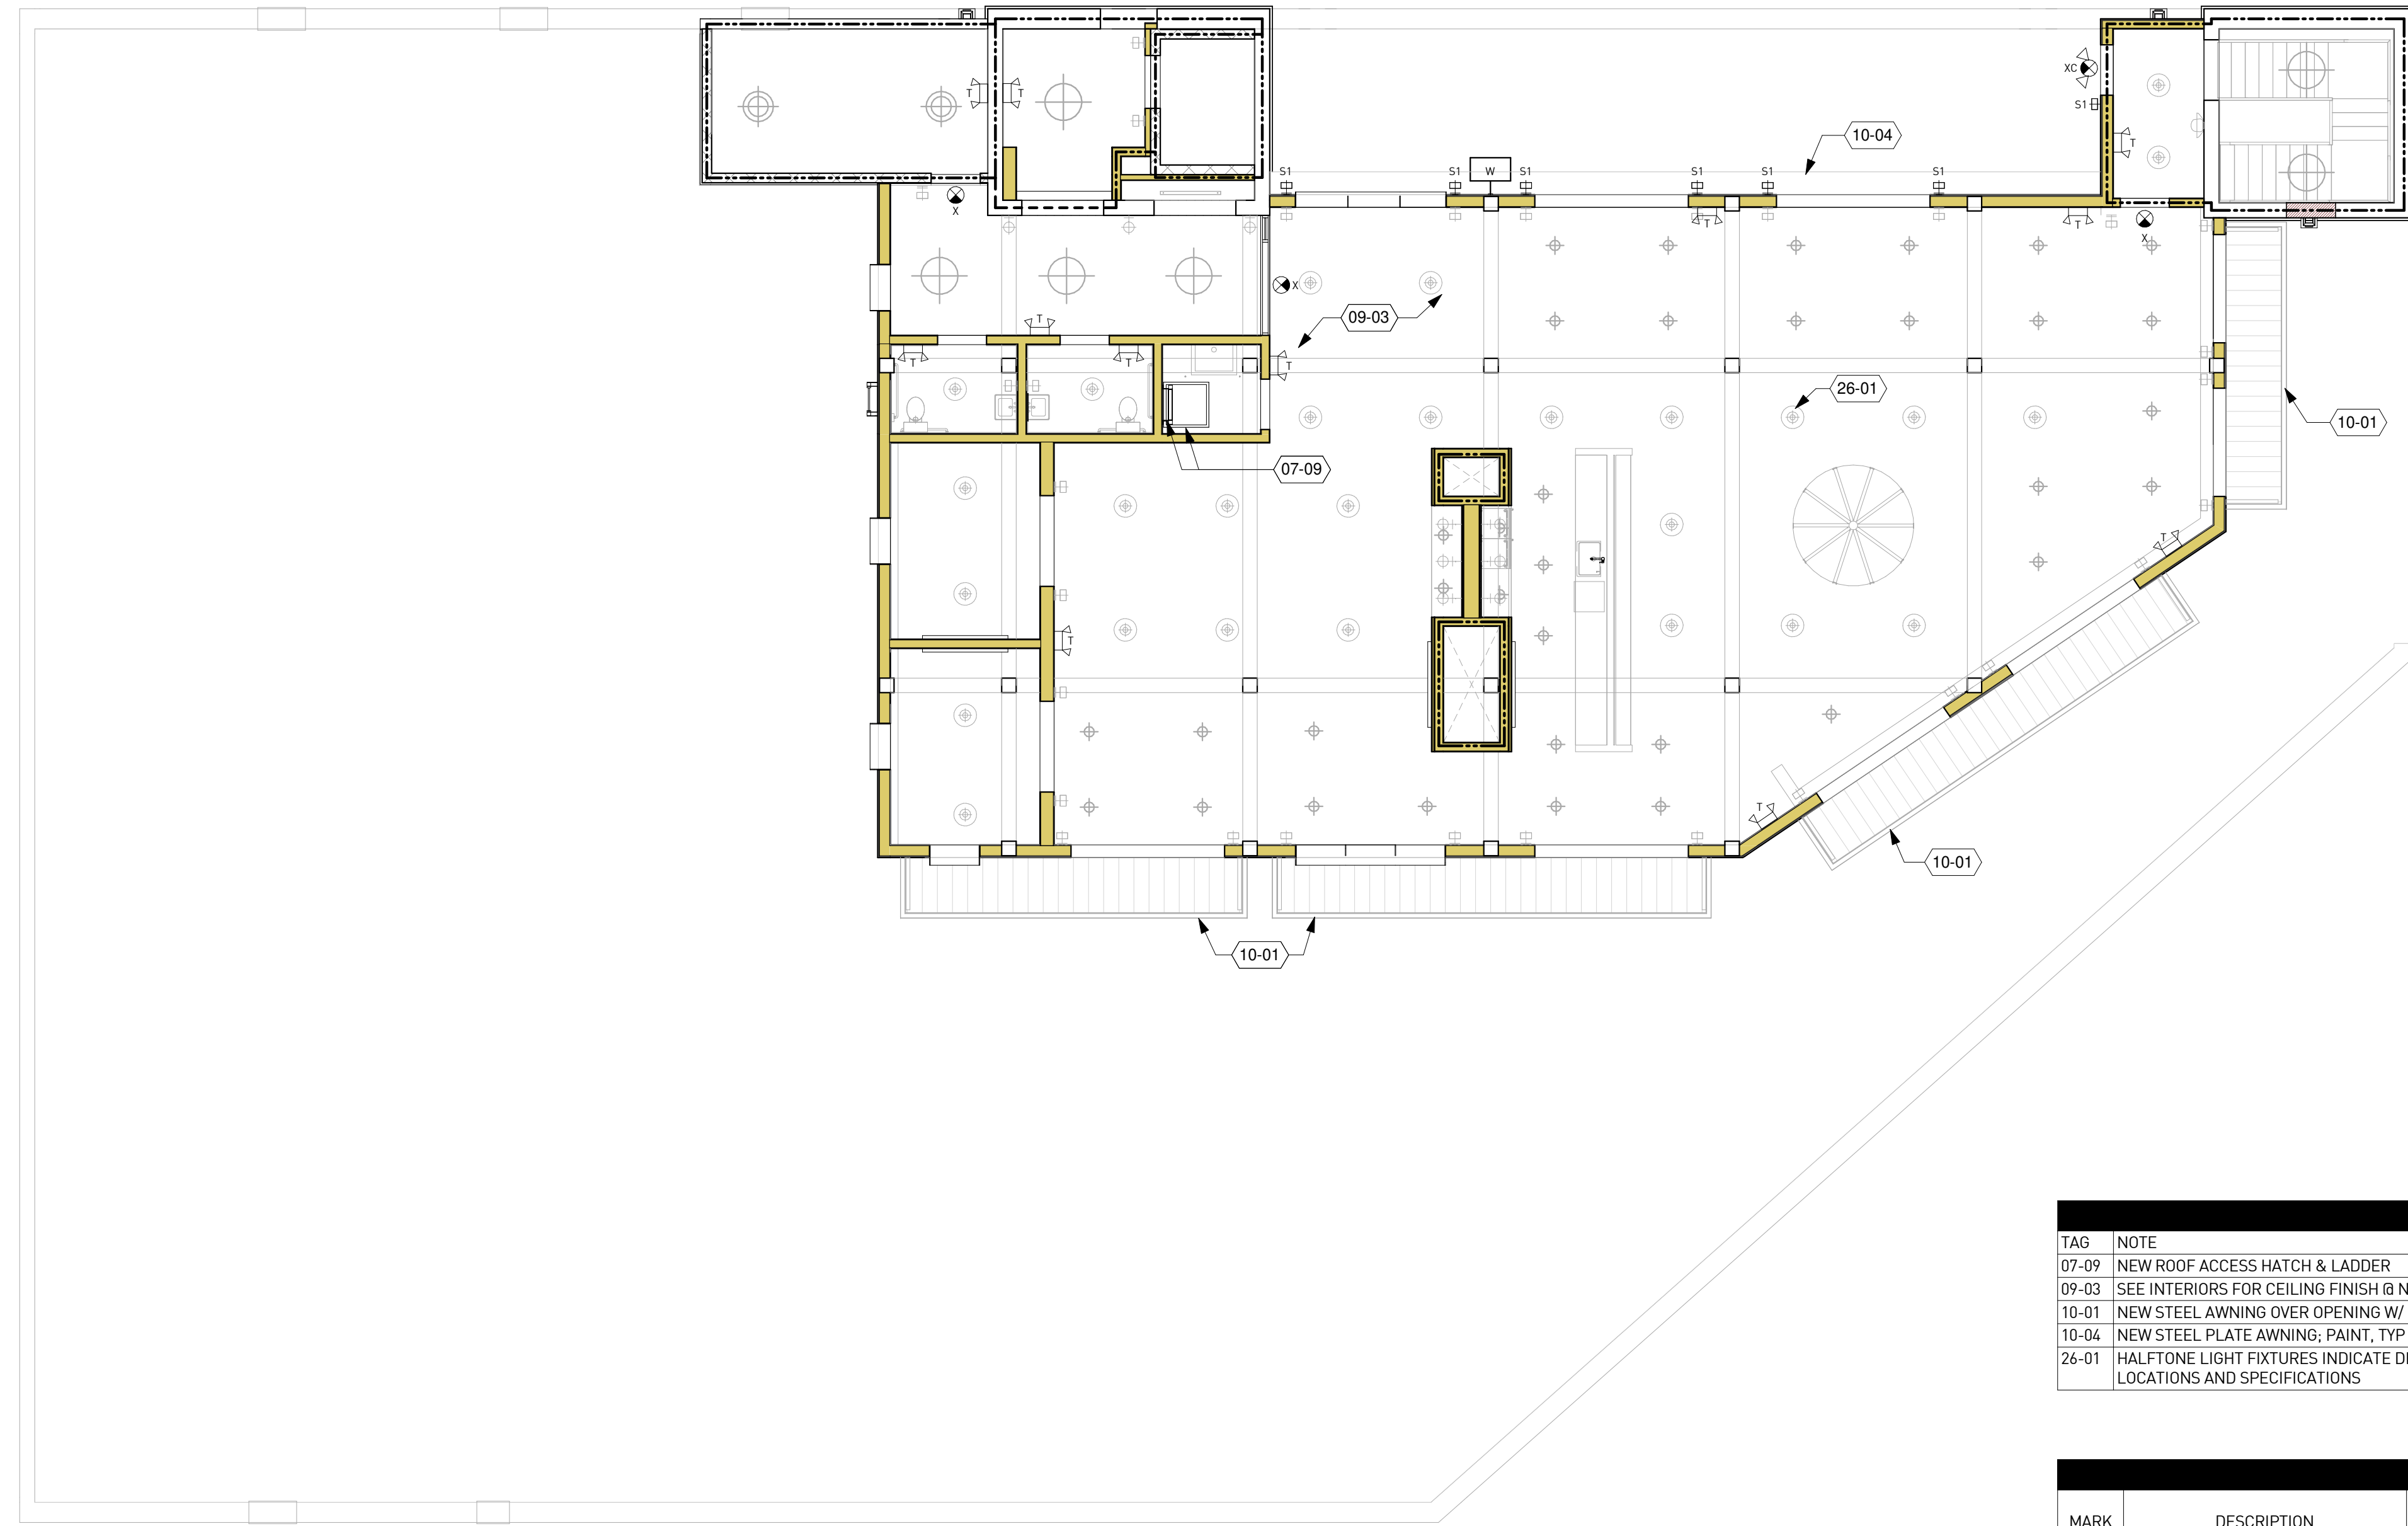 XC
T
T
S1
T
10-04
S1
S1
W
S1
S1
S1
S1
X
T
T
X
X
T
09-03
T
T
T
26-01
10-01
07-09
T
T
X
T
10-01
10-01
TAG NOTE
07-09 NEW ROOF ACCESS HATCH & LADDER
09-03 SEE INTERIORS FOR CEILING FINISH @
10-01 NEW STEEL AWNING OVER OPENING W/
10-04 NEW STEEL PLATE AWNING; PAINT, TYP
26-01 HALFTONE LIGHT FIXTURES INDICATE
LOCATIONS AND SPECIFICATIONS
MARK DESCRIPTION